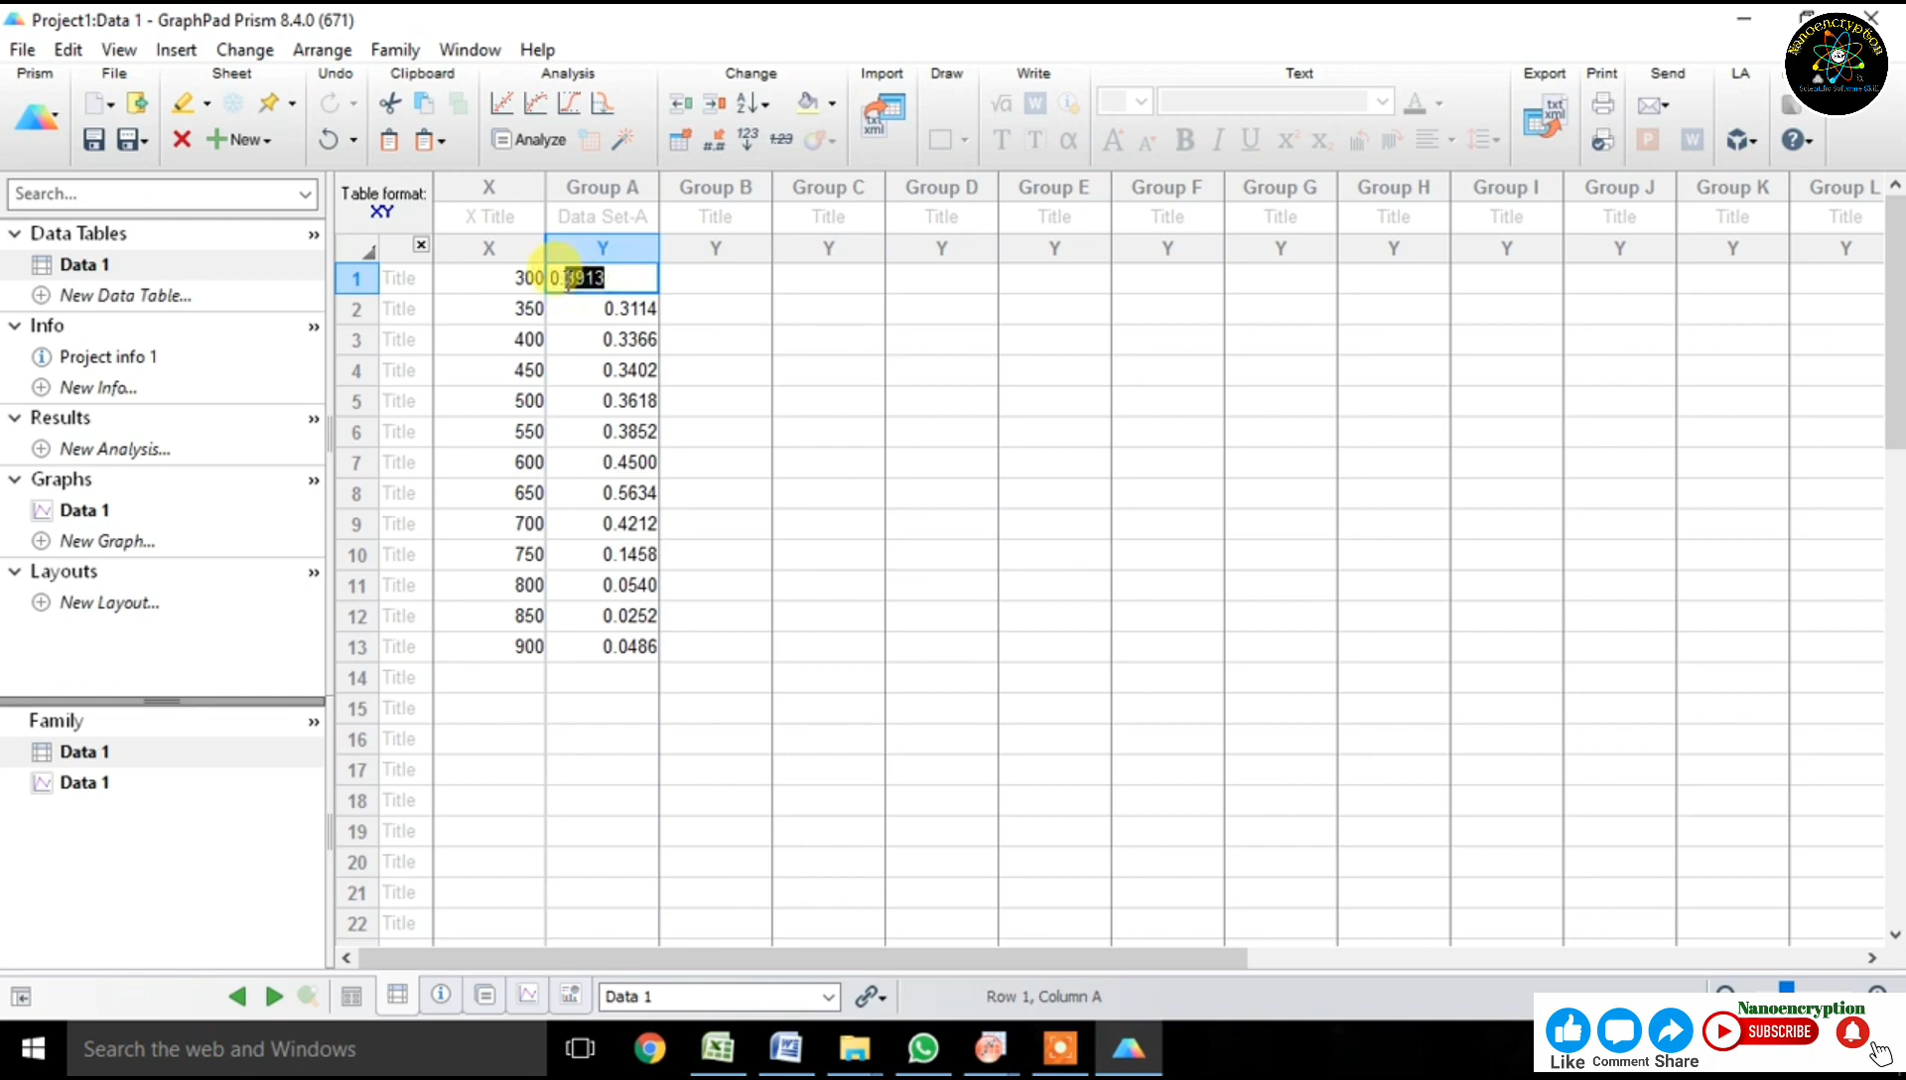 Project1:Data 1 - GraphPad Prism 8.4.0 (671)
File Edit View Insert Change Arrange Family Window Help
Prism File Sheet Undo Clipboard Analysis Change Import Draw Write Text Export Print Send LA
New Analyze
Nanoencryption
Search...
Data Tables
Data 1
New Data Table...
Info
Project info 1
New Info...
Results
New Analysis...
Graphs
Data 1
New Graph...
Layouts
New Layout...
Family
Data 1
Data 1
Table format: XY
X Group A Group B Group C Group D Group E Group F Group G Group H Group I Group J Group K Group L
X Title Data Set-A Title Title Title Title Title Title Title Title Title Title Title
X Y Y Y Y Y Y Y Y Y Y Y Y
1 Title 300
2 Title 350 0.3114
3 Title 400 0.3366
4 Title 450 0.3402
5 Title 500 0.3618
6 Title 550 0.3852
7 Title 600 0.4500
8 Title 650 0.5634
9 Title 700 0.4212
10 Title 750 0.1458
11 Title 800 0.0540
12 Title 850 0.0252
13 Title 900 0.0486
14 Title
15 Title
16 Title
17 Title
18 Title
19 Title
20 Title
21 Title
22 Title
Data 1 Row 1, Column A
Nanoencryption
SUBSCRIBE
Like Comment Share
Search the web and Windows